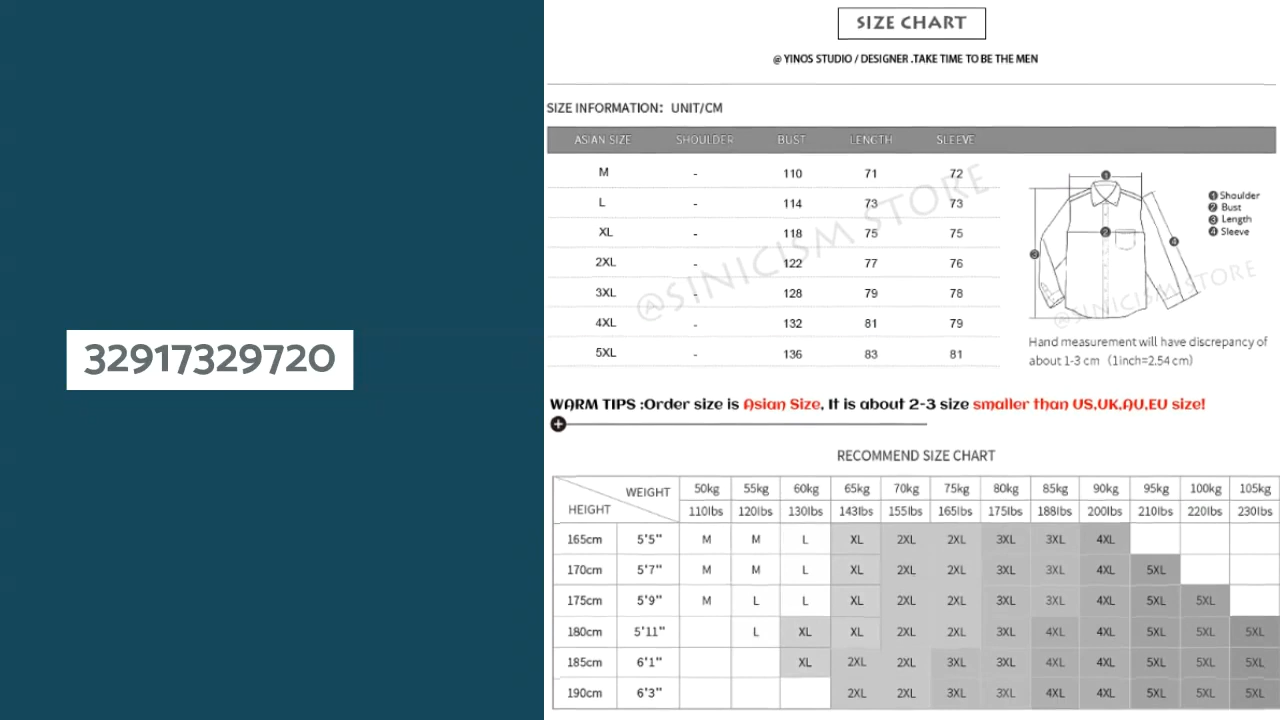 32917329720
SIZE CHART
@ YINOS STUDIO / DESIGNER .TAKE TIME TO BE THE MEN
SIZE INFORMATION: UNIT/CM
ASIAN SIZE SHOULDER BUST LENGTH SLEEVE
M - 110 71 72
L - 114 73 73
XL - 118 75 75
2XL - 122 77 76
3XL - 128 79 78
4XL - 132 81 79
5XL - 136 83 81
@SINICISM STORE
1 Shoulder
2 Bust
3 Length
4 Sleeve
1
2
3
4
@SINICISM STORE
Hand measurement will have discrepancy of
about 1-3 cm (1inch=2.54 cm)
WARM TIPS :Order size is Asian Size, It is about 2-3 size smaller than US,UK,AU,EU size!
RECOMMEND SIZE CHART
WEIGHT 50kg 55kg 60kg 65kg 70kg 75kg 80kg 85kg 90kg 95kg 100kg 105kg
HEIGHT 110lbs 120lbs 130lbs 143lbs 155lbs 165lbs 175lbs 188lbs 200lbs 210lbs 220lbs 230lbs
165cm 5'5" M M L XL 2XL 2XL 3XL 3XL 4XL
170cm 5'7" M M L XL 2XL 2XL 3XL 3XL 4XL 5XL
175cm 5'9" M L L XL 2XL 2XL 3XL 3XL 4XL 5XL 5XL
180cm 5'11" L XL XL 2XL 2XL 3XL 4XL 4XL 5XL 5XL 5XL
185cm 6'1" XL 2XL 2XL 3XL 3XL 4XL 4XL 5XL 5XL 5XL
190cm 6'3" 2XL 2XL 3XL 3XL 4XL 4XL 5XL 5XL 5XL